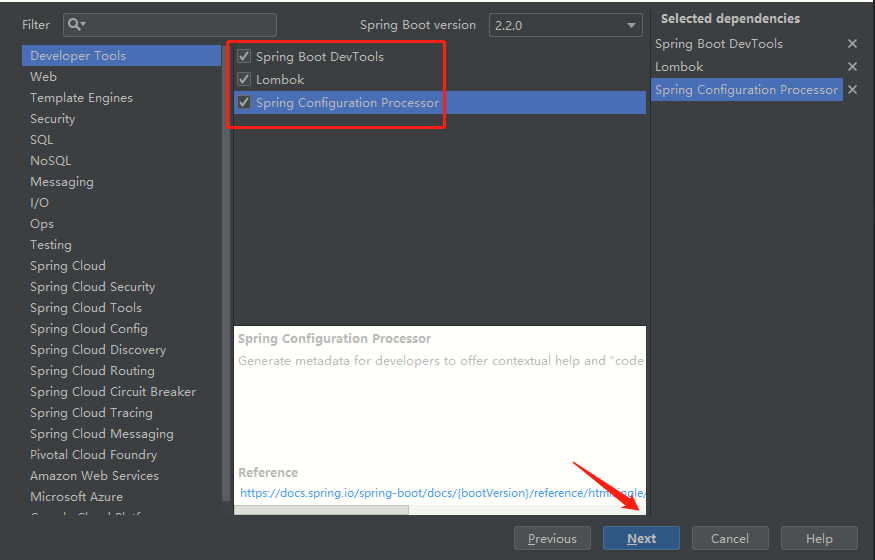 Filter
Spring Boot version 2.2.0
Developer Tools
Web
Template Engines
Security
SQL
NoSQL
Messaging
I/O
Ops
Testing
Spring Cloud
Spring Cloud Security
Spring Cloud Tools
Spring Cloud Config
Spring Cloud Discovery
Spring Cloud Routing
Spring Cloud Circuit Breaker
Spring Cloud Tracing
Spring Cloud Messaging
Pivotal Cloud Foundry
Amazon Web Services
Microsoft Azure
Spring Boot DevTools
Lombok
Spring Configuration Processor
Spring Configuration Processor
Generate metadata for developers to offer contextual help and "code
Reference
https://docs.spring.io/spring-boot/docs/{bootVersion}/reference/htmlsingle/
Selected dependencies
Spring Boot DevTools
Lombok
Spring Configuration Processor
Previous
Next
Cancel
Help